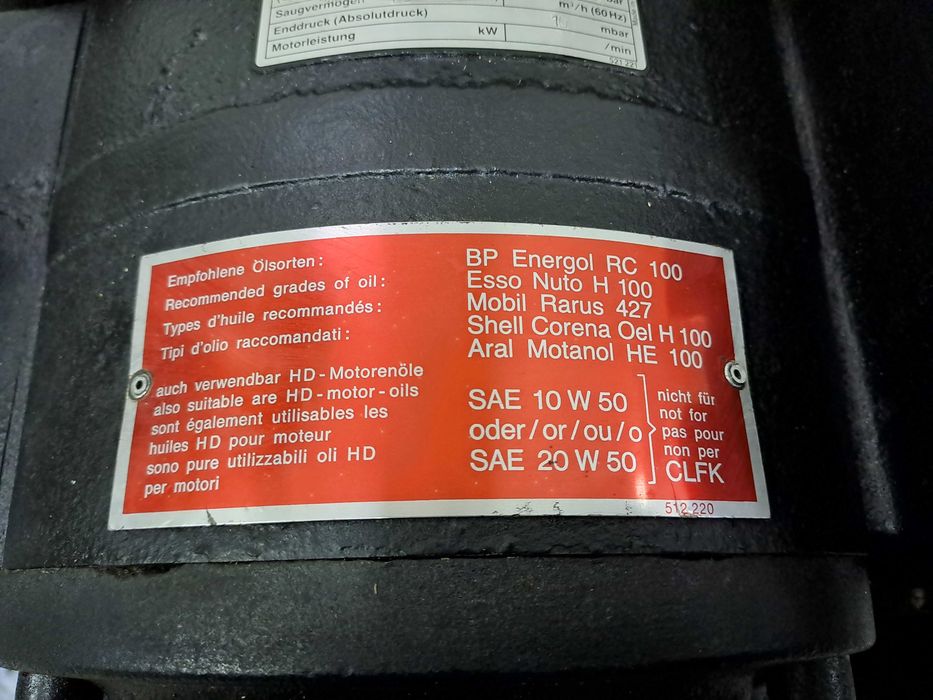 Saugvermögen
m³/h (60Hz)
Enddruck (Absolutdruck)
mbar
Motorleistung kW /min
521 221
Empfohlene Ölsorten:
Recommended grades of oil:
Types d'huile recommandés:
Tipi d'olio raccomandati:
BP Energol RC 100
Esso Nuto H 100
Mobil Rarus 427
Shell Corena Oel H 100
Aral Motanol HE 100
auch verwendbar HD-Motorenöle
also suitable are HD-motor-oils
sont également utilisables les
huiles HD pour moteur
sono pure utilizzabili oli HD
per motori
SAE 10 W 50
oder/or/ou/o
SAE 20 W 50
nicht für
not for
pas pour
non per
CLFK
512 220